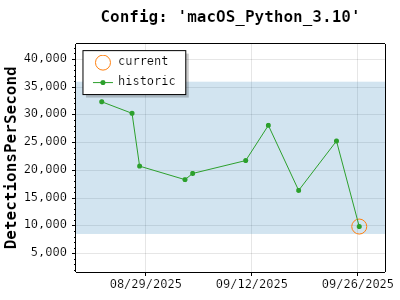 Config: 'macOS_Python_3.10'
current
historic
DetectionsPerSecond
40,000
35,000
30,000
25,000
20,000
15,000
10,000
5,000
08/29/2025
09/12/2025
09/26/2025